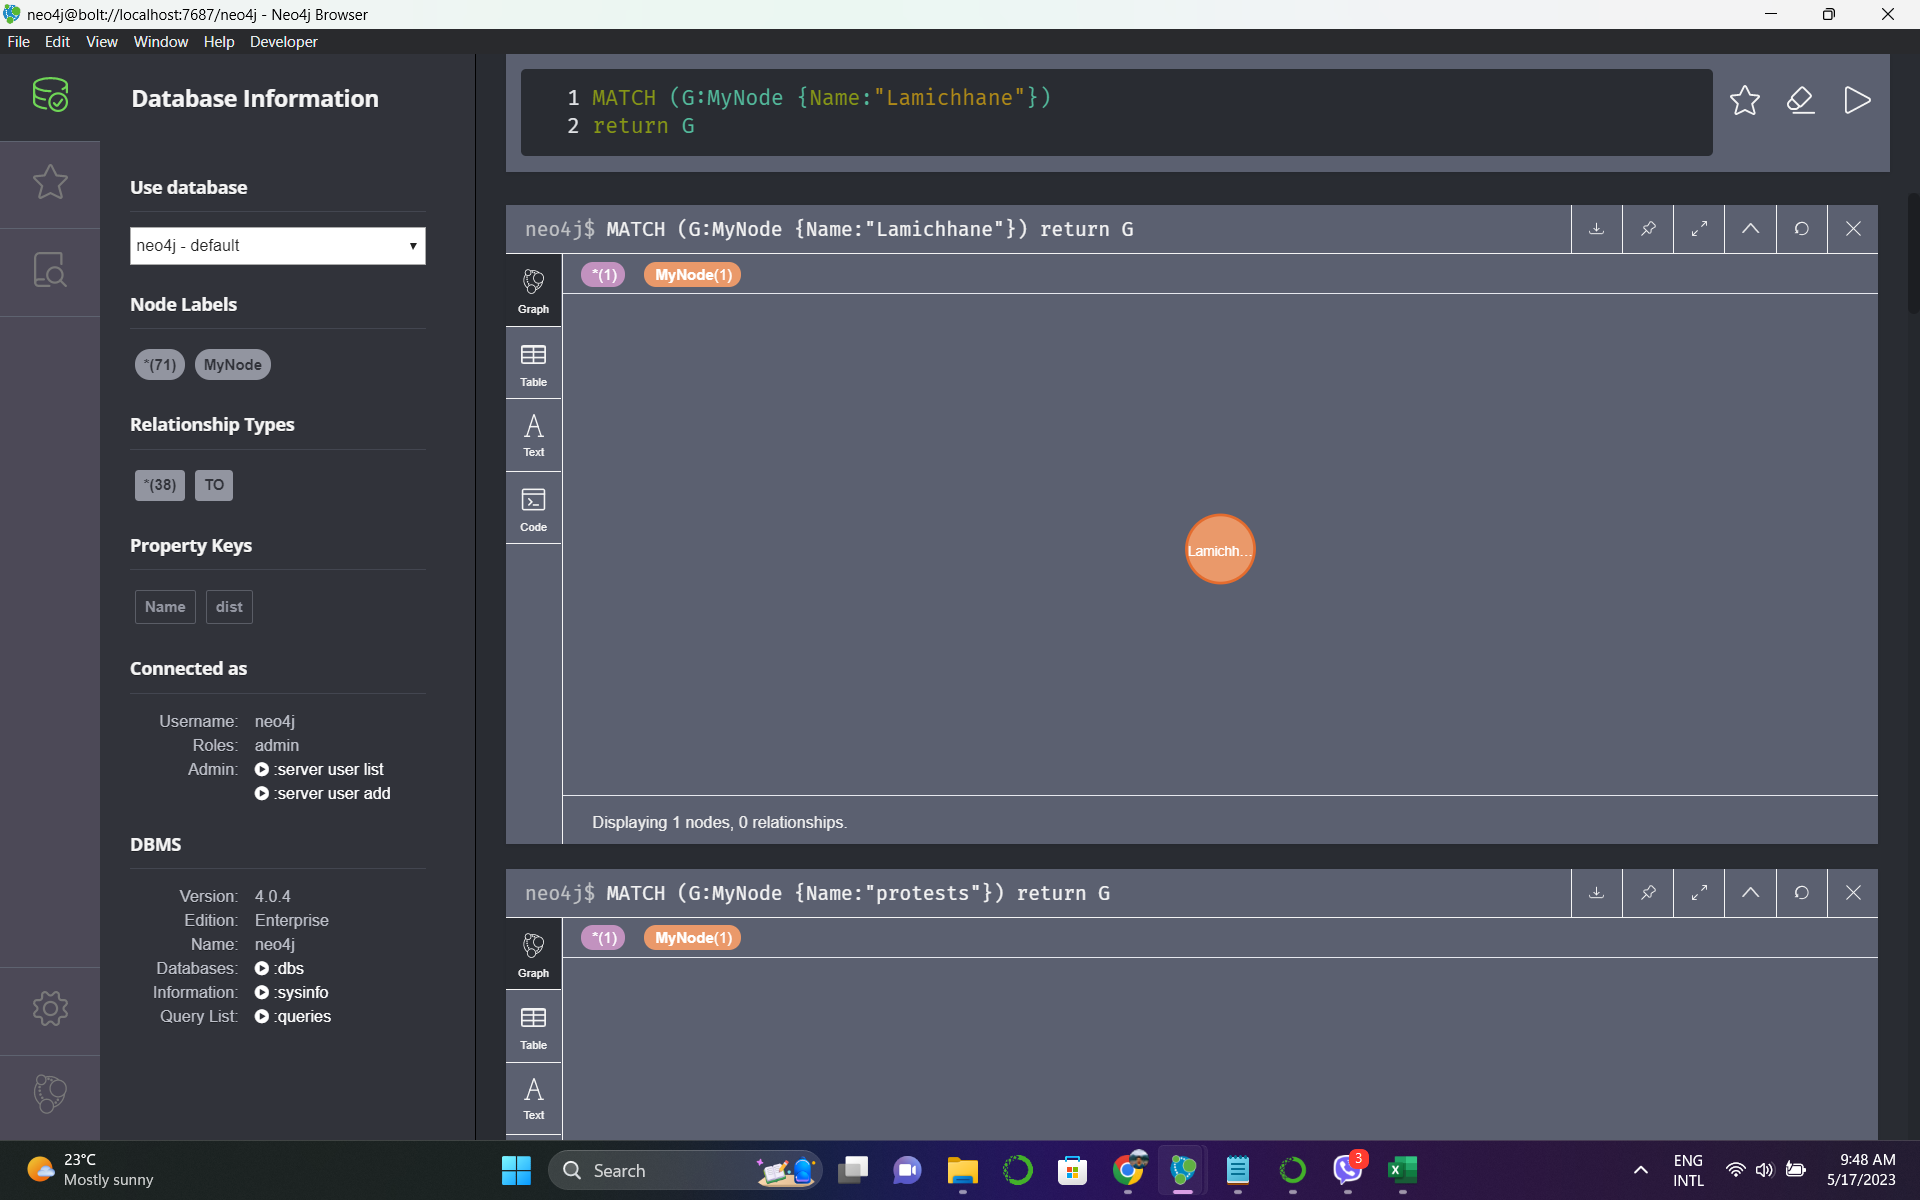 neo4j@bolt://localhost:7687/neo4j - Neo4j Browser
File Edit View Window Help Developer
Database Information
Use database
neo4j - default
Node Labels
*(71) MyNode
Relationship Types
*(38) TO
Property Keys
Name dist
Connected as
Username: neo4j
Roles: admin
Admin: :server user list
:server user add
DBMS
Version: 4.0.4
Edition: Enterprise
Name: neo4j
Databases: :dbs
Information: :sysinfo
Query List: :queries
1 MATCH (G:MyNode {Name:"Lamichhane"})
2 return G
neo4j$ MATCH (G:MyNode {Name:"Lamichhane"}) return G
*(1) MyNode(1)
Graph
Table
A
Text
Code
Lamichh...
Displaying 1 nodes, 0 relationships.
neo4j$ MATCH (G:MyNode {Name:"protests"}) return G
*(1) MyNode(1)
Graph
Table
A
Text
23°C
Mostly sunny
Search
3
ENG
INTL
9:48 AM
5/17/2023